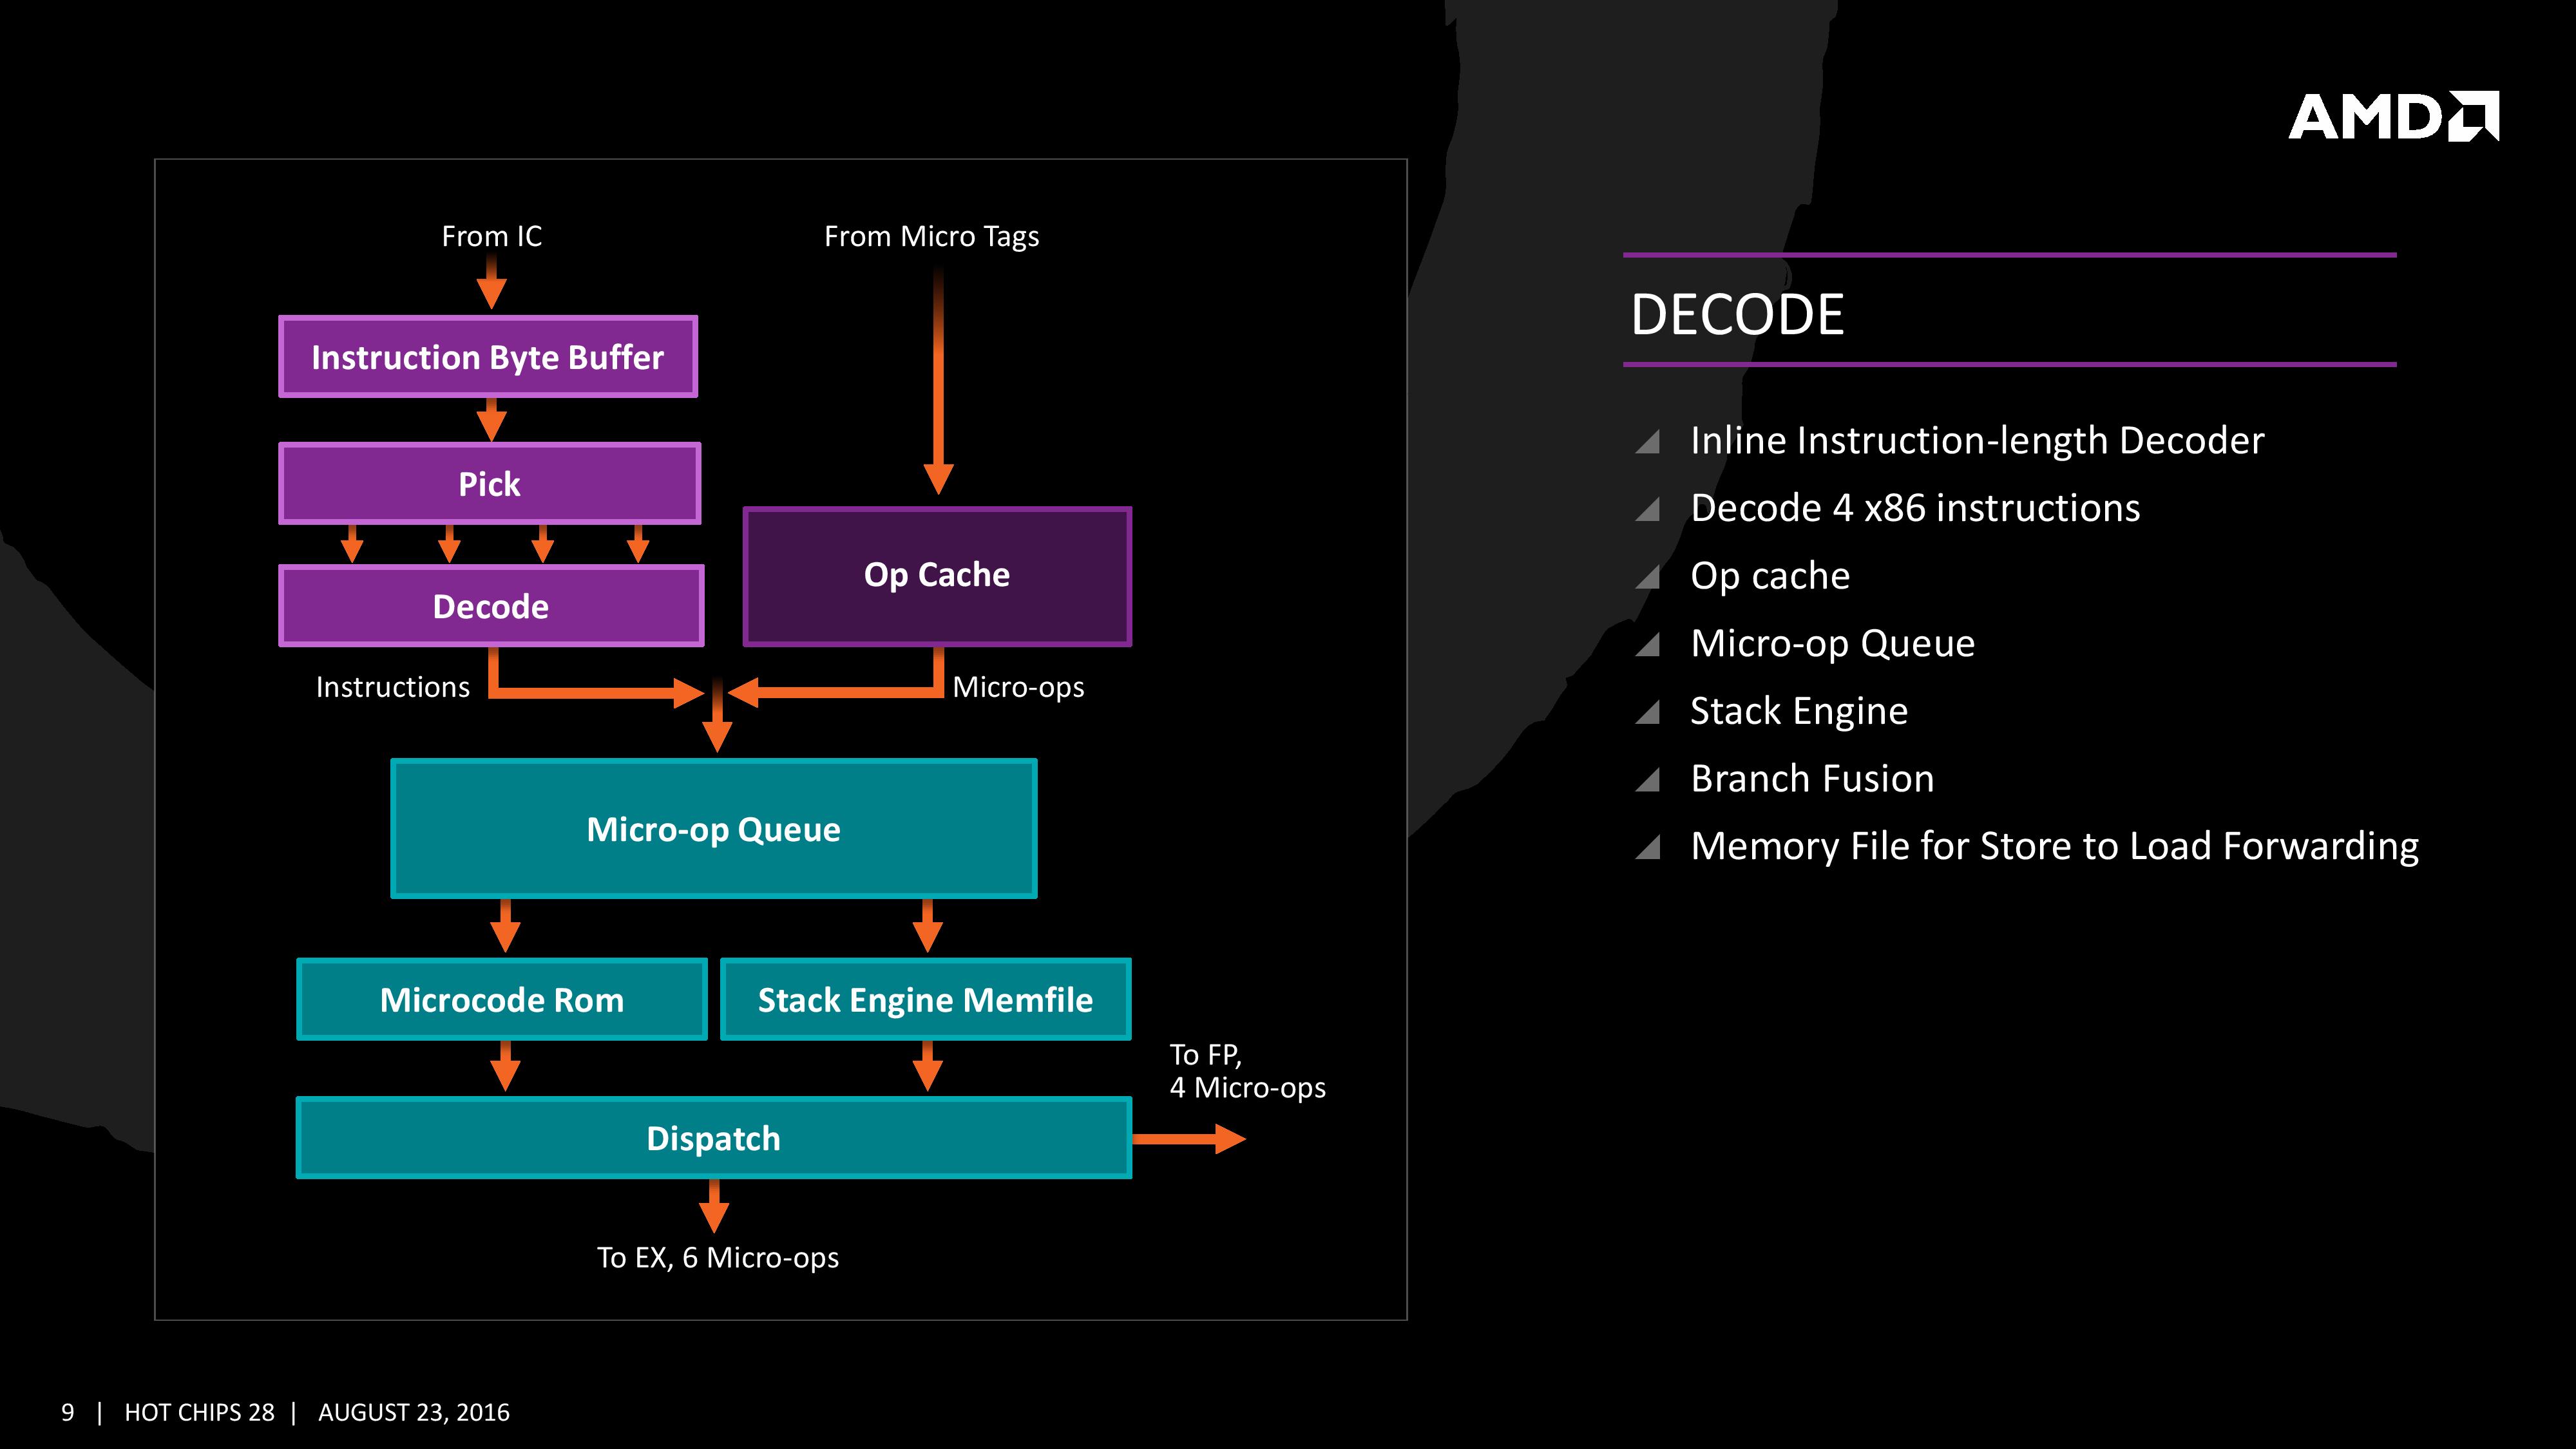 AMD
From IC
From Micro Tags
Instruction Byte Buffer
Pick
Decode
Op Cache
Instructions
Micro-ops
Micro-op Queue
Microcode Rom
Stack Engine Memfile
To FP,
4 Micro-ops
Dispatch
To EX, 6 Micro-ops
DECODE
Inline Instruction-length Decoder
Decode 4 x86 instructions
Op cache
Micro-op Queue
Stack Engine
Branch Fusion
Memory File for Store to Load Forwarding
9 | HOT CHIPS 28 | AUGUST 23, 2016